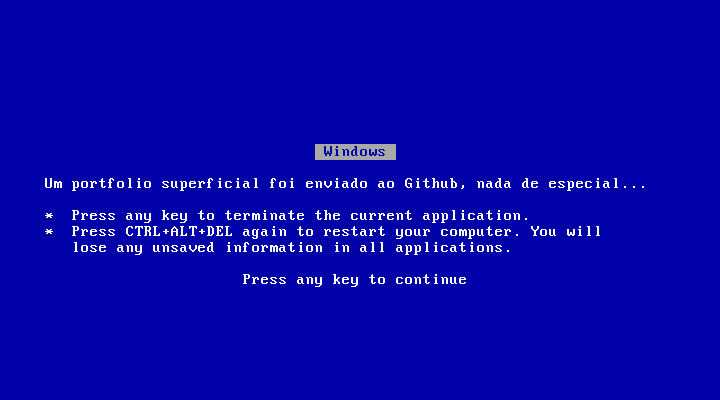 Windows
Um portfolio superficial foi enviado ao Github, nada de especial...
* Press any key to terminate the current application.
* Press CTRL+ALT+DEL again to restart your computer. You will
lose any unsaved information in all applications.
Press any key to continue